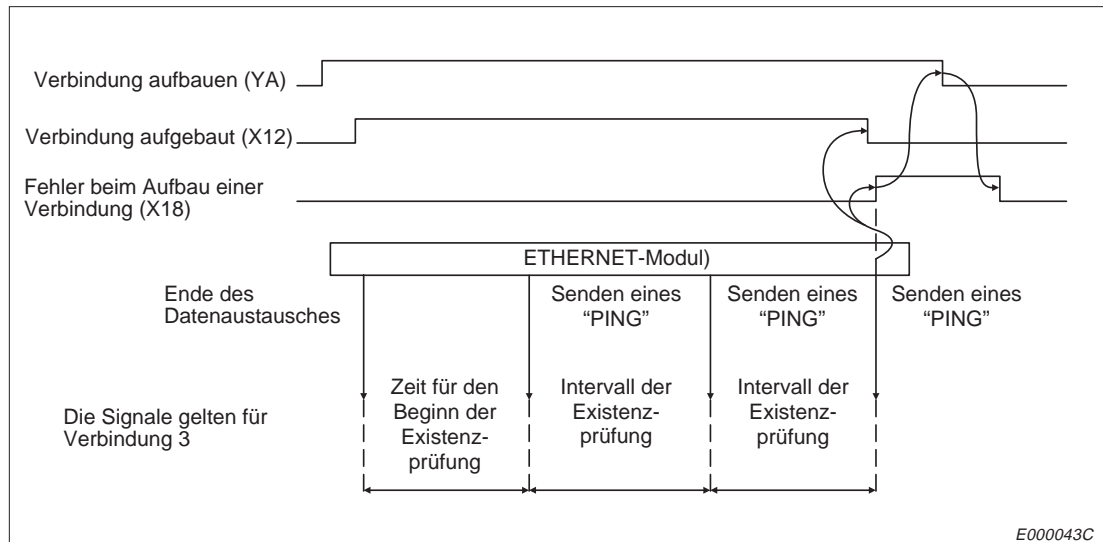 Verbindung aufbauen (YA)
Verbindung aufgebaut (X12)
Fehler beim Aufbau einer
Verbindung (X18)
ETHERNET-Modul)
Ende des
Datenaustausches
Senden eines
“PING”
Senden eines
“PING”
Senden eines
“PING”
Die Signale gelten für
Verbindung 3
Zeit für den
Beginn der
Existenz-
prüfung
Intervall der
Existenz-
prüfung
Intervall der
Existenz-
prüfung
E000043C